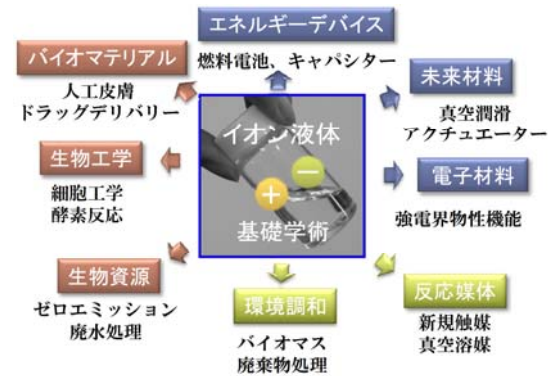 エネルギーデバイス
燃料電池、キャパシター
バイオマテリアル
人工皮膚
ドラッグデリバリー
未来材料
真空潤滑
アクチュエーター
イオン液体
− +
基礎学術
生物工学
細胞工学
酵素反応
電子材料
強電界物性機能
生物資源
ゼロエミッション
廃水処理
環境調和
バイオマス
廃棄物処理
反応媒体
新規触媒
真空溶媒